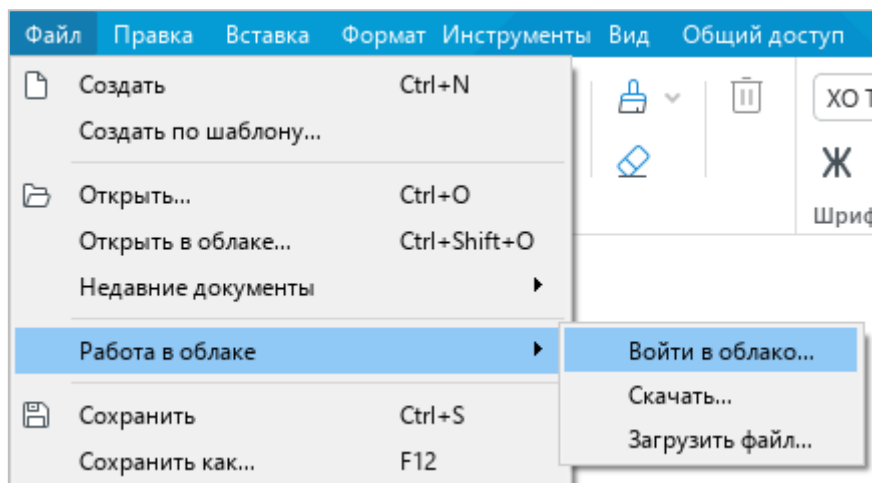 Файл Правка Вставка Формат Инструменты Вид Общий доступ
Создать Ctrl+N
Создать по шаблону...
Открыть... Ctrl+O
Открыть в облаке... Ctrl+Shift+O
Недавние документы
Работа в облаке
Сохранить Ctrl+S
Сохранить как... F12
Войти в облако...
Скачать...
Загрузить файл...
XO
Ж